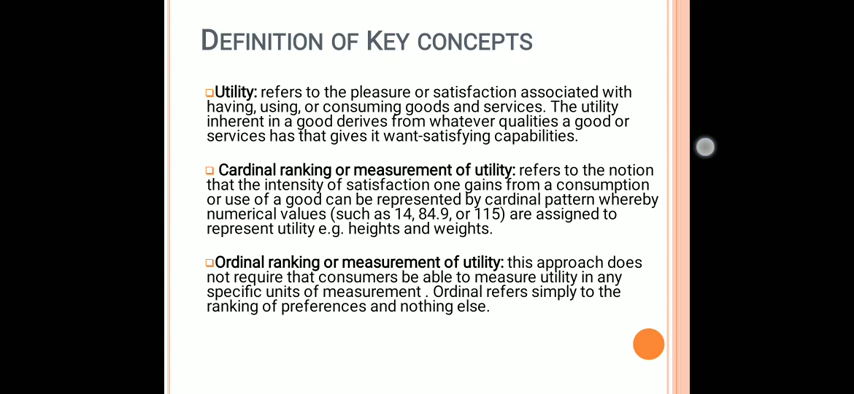 DEFINITION OF KEY CONCEPTS
Utility: refers to the pleasure or satisfaction associated with
having, using, or consuming goods and services. The utility
inherent in a good derives from whatever qualities a good or
services has that gives it want-satisfying capabilities.
Cardinal ranking or measurement of utility: refers to the notion
that the intensity of satisfaction one gains from a consumption
or use of a good can be represented by cardinal pattern whereby
numerical values (such as 14, 84.9, or 115) are assigned to
represent utility e.g. heights and weights.
Ordinal ranking or measurement of utility: this approach does
not require that consumers be able to measure utility in any
specific units of measurement . Ordinal refers simply to the
ranking of preferences and nothing else.